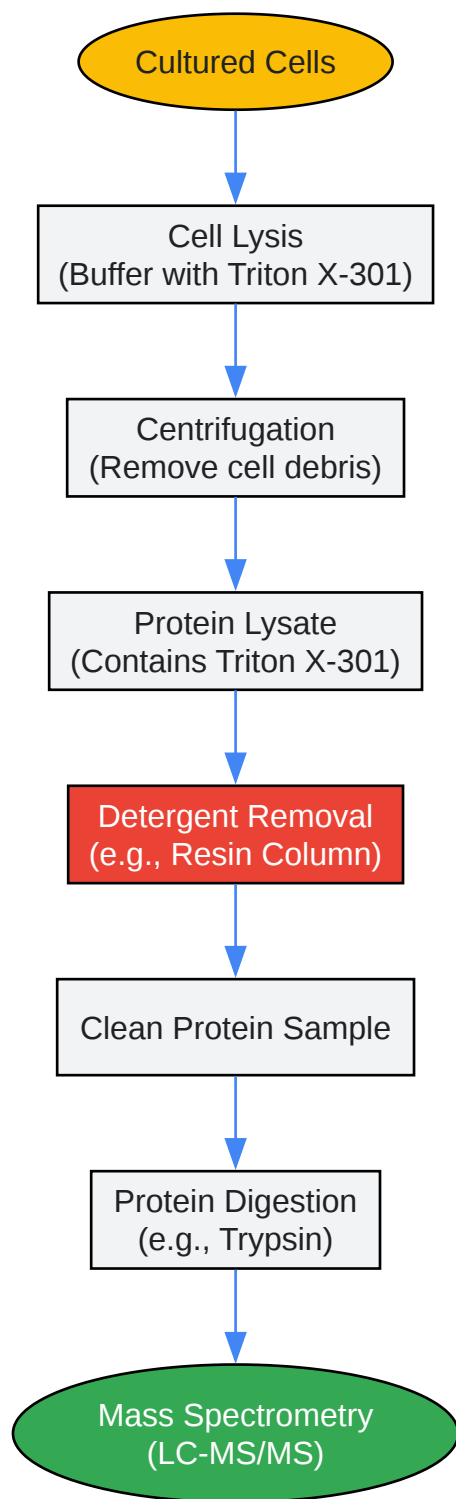 Cultured Cells
Cell Lysis
(Buffer with Triton X-301)
Centrifugation
(Remove cell debris)
Protein Lysate
(Contains Triton X-301)
Detergent Removal
(e.g., Resin Column)
Clean Protein Sample
Protein Digestion
(e.g., Trypsin)
Mass Spectrometry
(LC-MS/MS)